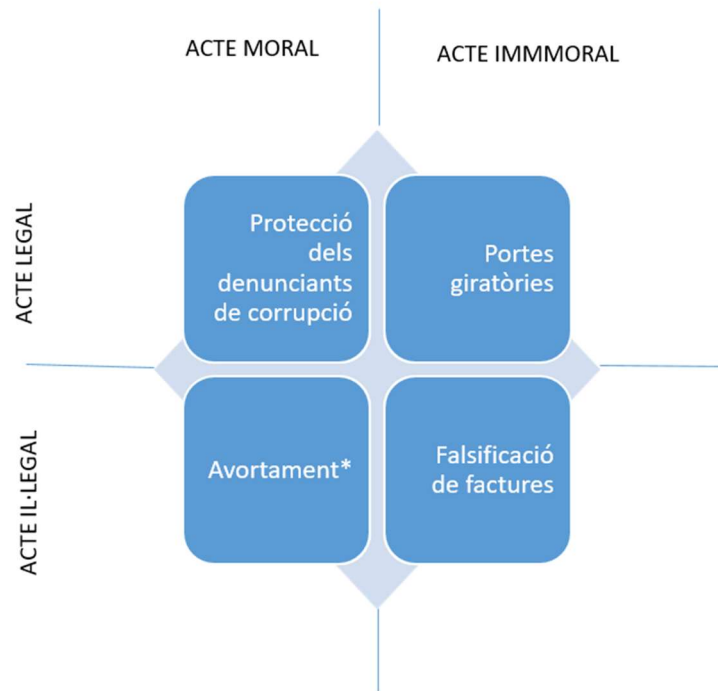 ACTE MORAL
ACTE IMMMORAL
ACTE LEGAL
Protecció
dels
denunciants
de corrupció
Portes
giratòries
ACTE IL·LEGAL
Avortament*
Falsificació
de factures